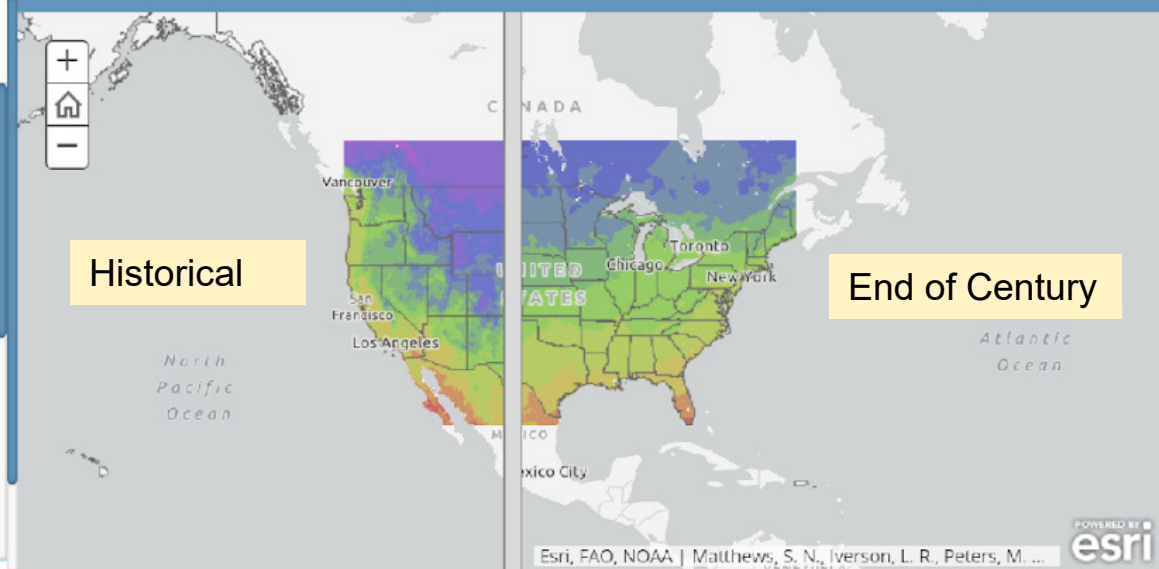 +
−
CANADA
Vancouver
Toronto
Chicago
New York
UNITED
STATES
Historical
End of Century
San
Francisco
Los Angeles
North
Pacific
Ocean
Atlantic
Ocean
MEXICO
Mexico City
Esri, FAO, NOAA | Matthews, S. N., Iverson, L. R., Peters, M. ...
POWERED BY
esri